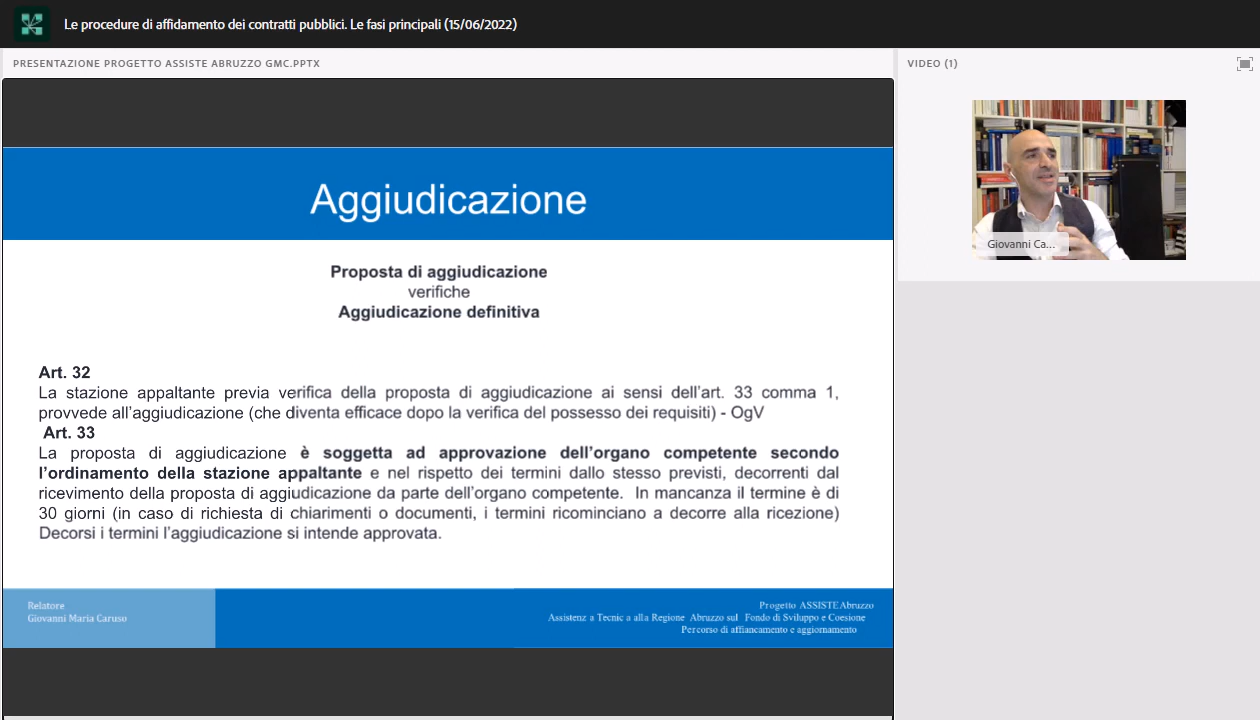 Le procedure di affidamento dei contratti pubblici. Le fasi principali (15/06/2022)
PRESENTAZIONE PROGETTO ASSISTE ABRUZZO GMC.PPTX
VIDEO (1)
Aggiudicazione
Proposta di aggiudicazione
verifiche
Aggiudicazione definitiva
Art. 32
La stazione appaltante previa verifica della proposta di aggiudicazione ai sensi dell'art. 33 comma 1,
provvede all'aggiudicazione (che diventa efficace dopo la verifica del possesso dei requisiti) - OgV
Art. 33
La proposta di aggiudicazione è soggetta ad approvazione dell'organo competente secondo
l'ordinamento della stazione appaltante e nel rispetto dei termini dallo stesso previsti, decorrenti dal
ricevimento della proposta di aggiudicazione da parte dell'organo competente. In mancanza il termine è di
30 giorni (in caso di richiesta di chiarimenti o documenti, i termini ricominciano a decorre alla ricezione)
Decorsi i termini l'aggiudicazione si intende approvata.
Relatore
Giovanni Maria Caruso
Progetto ASSISTE Abruzzo
Assistenz a Tecnic a alla Regione Abruzzo sul Fondo di Sviluppo e Coesione
Percorso di affiancamento e aggiornamento
Giovanni Ca...